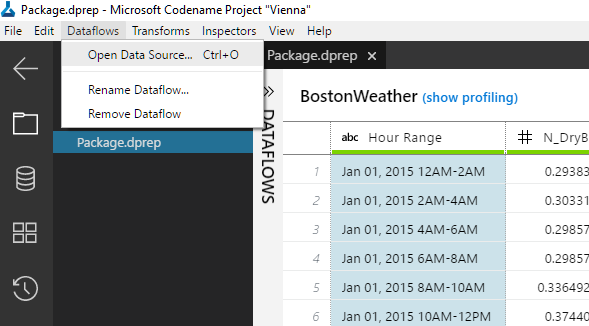 Package.dprep - Microsoft Codename Project "Vienna"
File Edit Dataflows Transforms Inspectors View Help
Open Data Source... Ctrl+O
Rename Dataflow...
Remove Dataflow
Package.dprep
Package.dprep ×
DATAFLOWS
BostonWeather (show profiling)
abc Hour Range # N_DryB
1 Jan 01, 2015 12AM-2AM 0.29383
2 Jan 01, 2015 2AM-4AM 0.30331
3 Jan 01, 2015 4AM-6AM 0.29857
4 Jan 01, 2015 6AM-8AM 0.29857
5 Jan 01, 2015 8AM-10AM 0.336492
6 Jan 01, 2015 10AM-12PM 0.37440